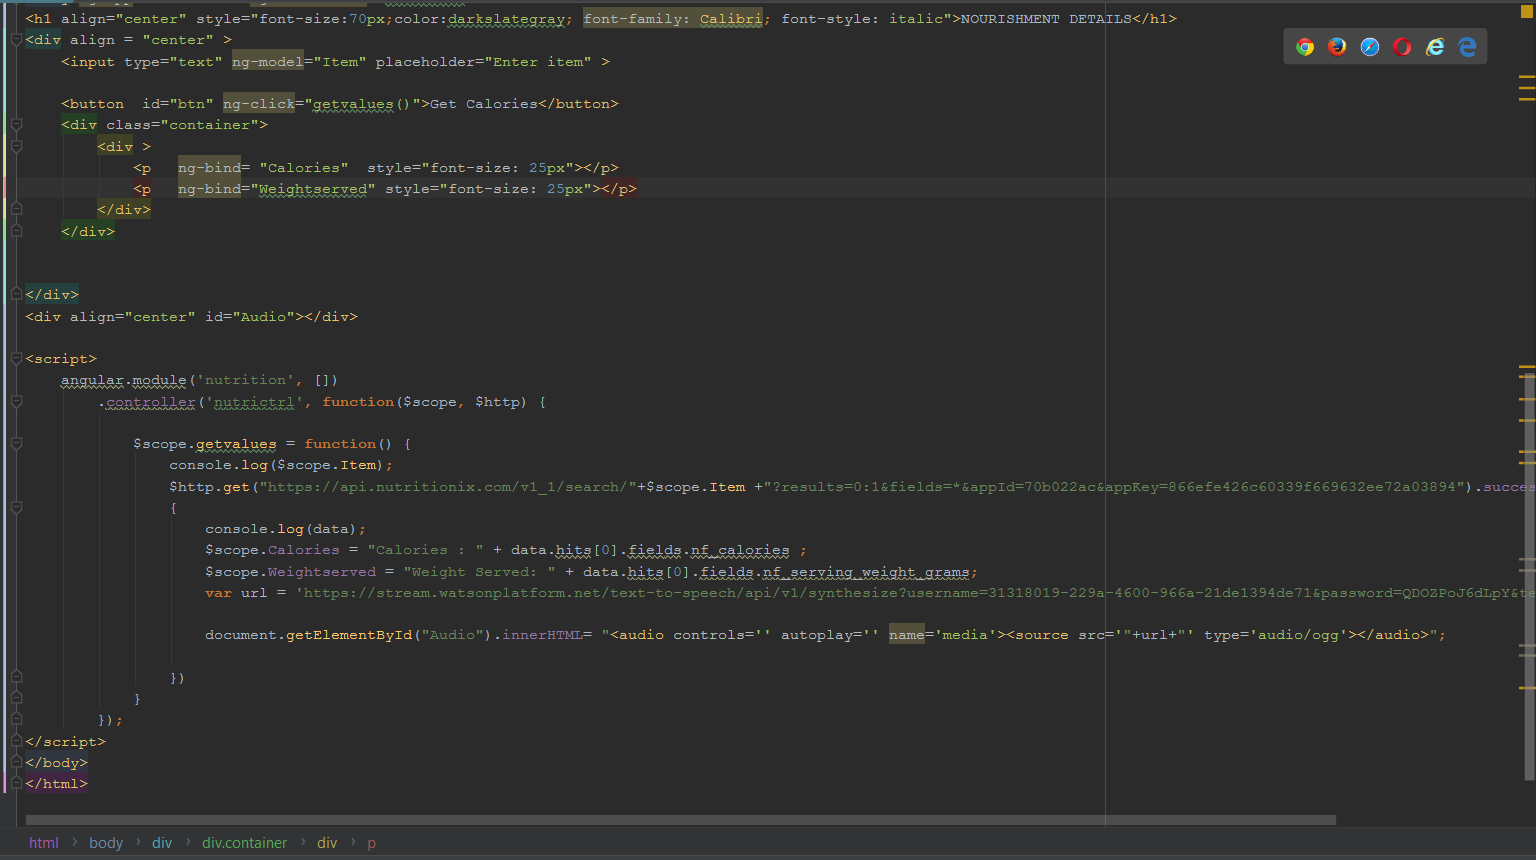 <h1 align="center" style="font-size:70px;color:darkslategray; font-family: Calibri; font-style: italic">NOURISHMENT DETAILS</h1>
<div align = "center" >
<input type="text" ng-model="Item" placeholder="Enter item" >
<button  id="btn" ng-click="getvalues()">Get Calories</button>
<div class="container">
<div >
<p   ng-bind= "Calories"  style="font-size: 25px"></p>
<p   ng-bind="Weightserved" style="font-size: 25px"></p>
</div>
</div>
</div>
<div align="center" id="Audio"></div>
<script>
angular.module('nutrition', [])
.controller('nutrictrl', function($scope, $http) {
$scope.getvalues = function() {
console.log($scope.Item);
$http.get("https://api.nutritionix.com/v1_1/search/"+$scope.Item +"?results=0:1&fields=*&appId=70b022ac&appKey=866efe426c60339f669632ee72a03894").succes
{
console.log(data);
$scope.Calories = "Calories : " + data.hits[0].fields.nf_calories ;
$scope.Weightserved = "Weight Served: " + data.hits[0].fields.nf_serving_weight_grams;
var url = 'https://stream.watsonplatform.net/text-to-speech/api/v1/synthesize?username=31318019-229a-4600-966a-21de1394de71&password=QDOZPoJ6dLpY&te
document.getElementById("Audio").innerHTML= "<audio controls='' autoplay='' name='media'><source src='"+url+"' type='audio/ogg'></audio>";
})
}
});
</script>
</body>
</html>
html > body > div > div.container > div > p